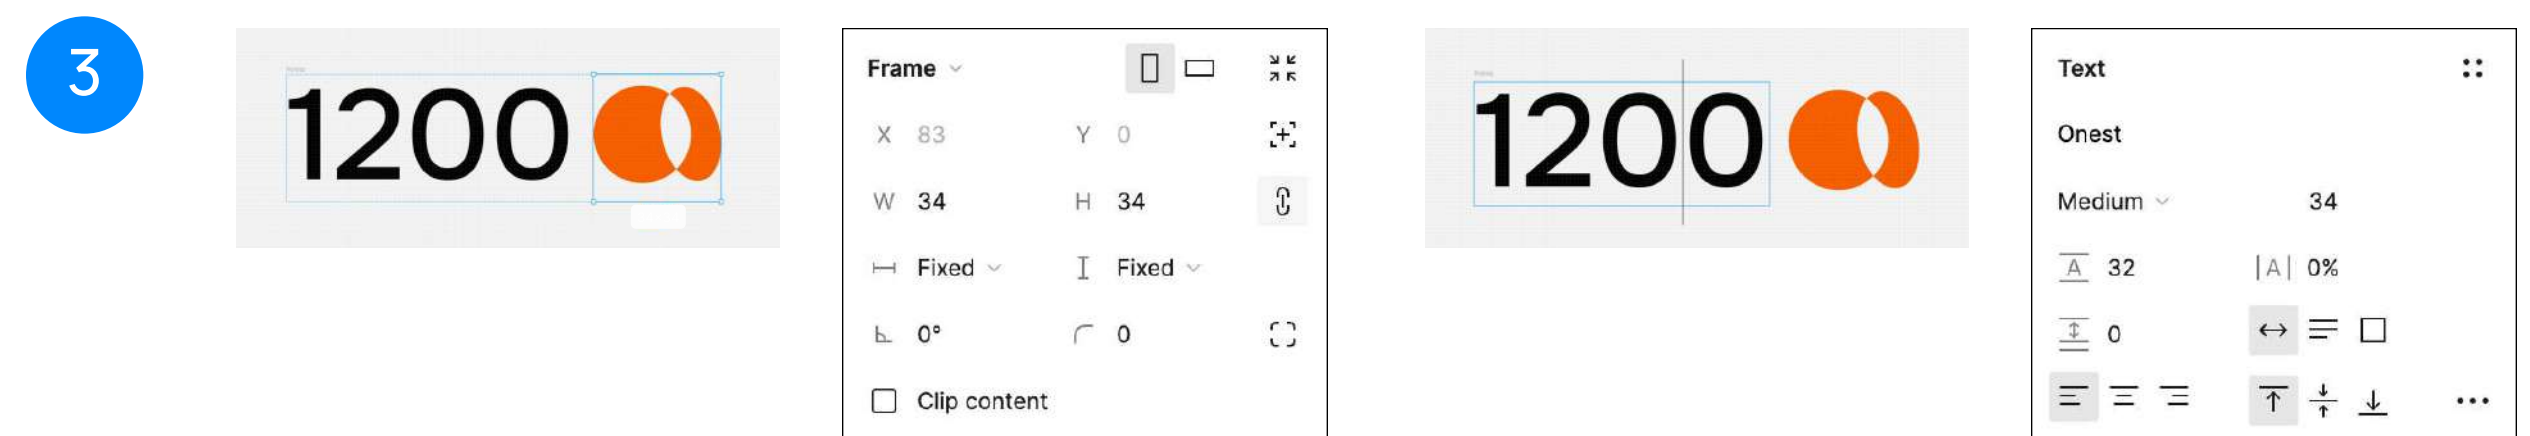 3
1200
Frame
X 83 Y 0
W 34 H 34
Fixed Fixed
0° 0
Clip content
1200
Text
Onest
Medium 34
A 32 |A| 0%
0